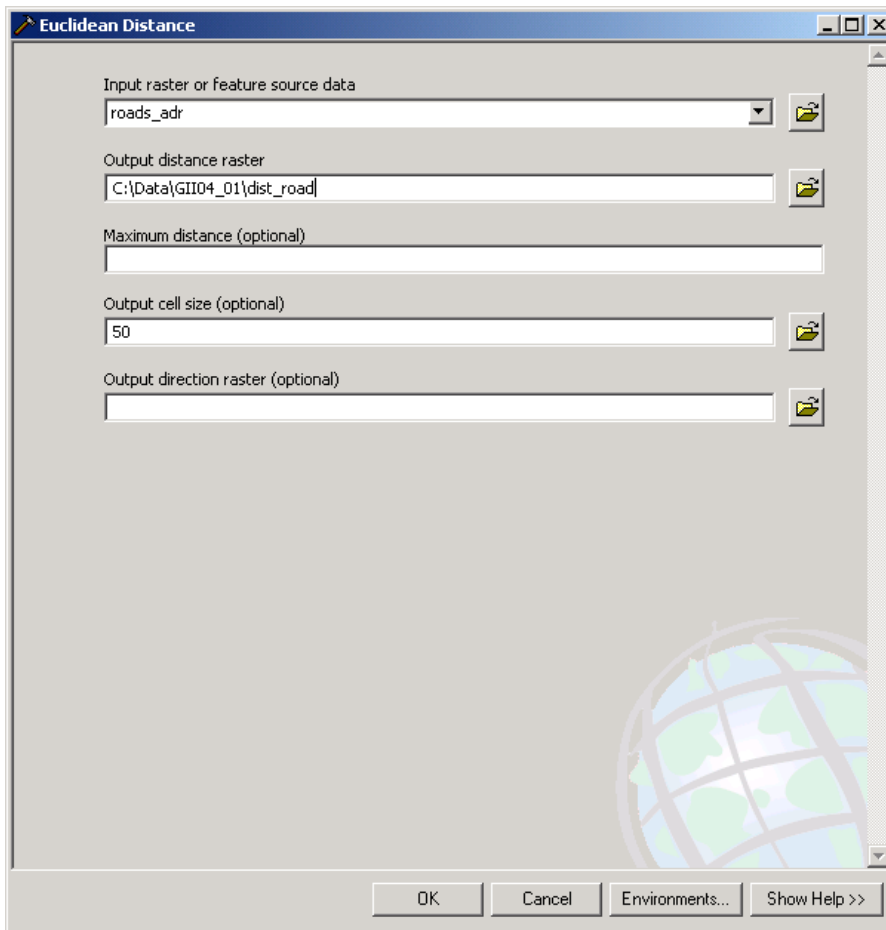 Euclidean Distance
Input raster or feature source data
roads_adr
Output distance raster
C:\Data\GII04_01\dist_road
Maximum distance (optional)
Output cell size (optional)
50
Output direction raster (optional)
OK Cancel Environments... Show Help >>